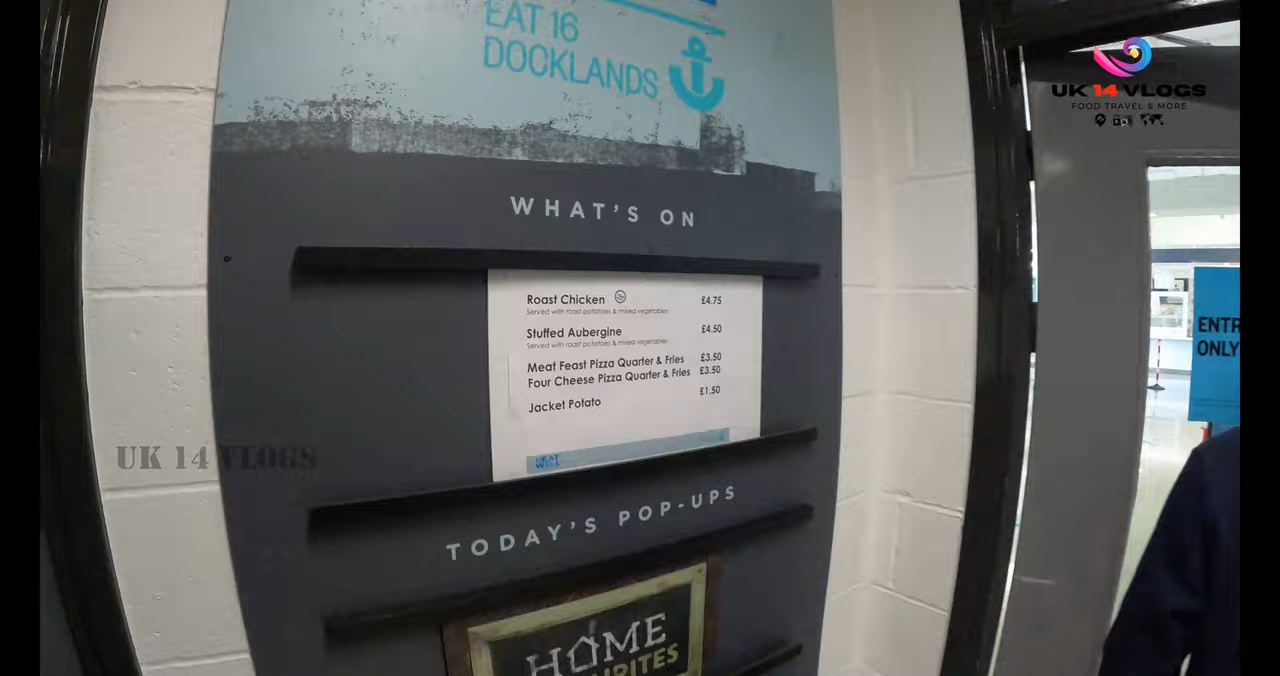 EAT 16
DOCKLANDS
UK 14 VLOGS
FOOD TRAVEL & MORE
WHAT'S ON
Roast Chicken £4.75
Served with roast potatoes & mixed vegetables
Stuffed Aubergine £4.50
Served with roast potatoes & mixed vegetables
Meat Feast Pizza Quarter & Fries £3.50
Four Cheese Pizza Quarter & Fries £3.50
Jacket Potato £1.50
ENTR
ONLY
UK 14 VLOGS
TODAY'S POP-UPS
HOME